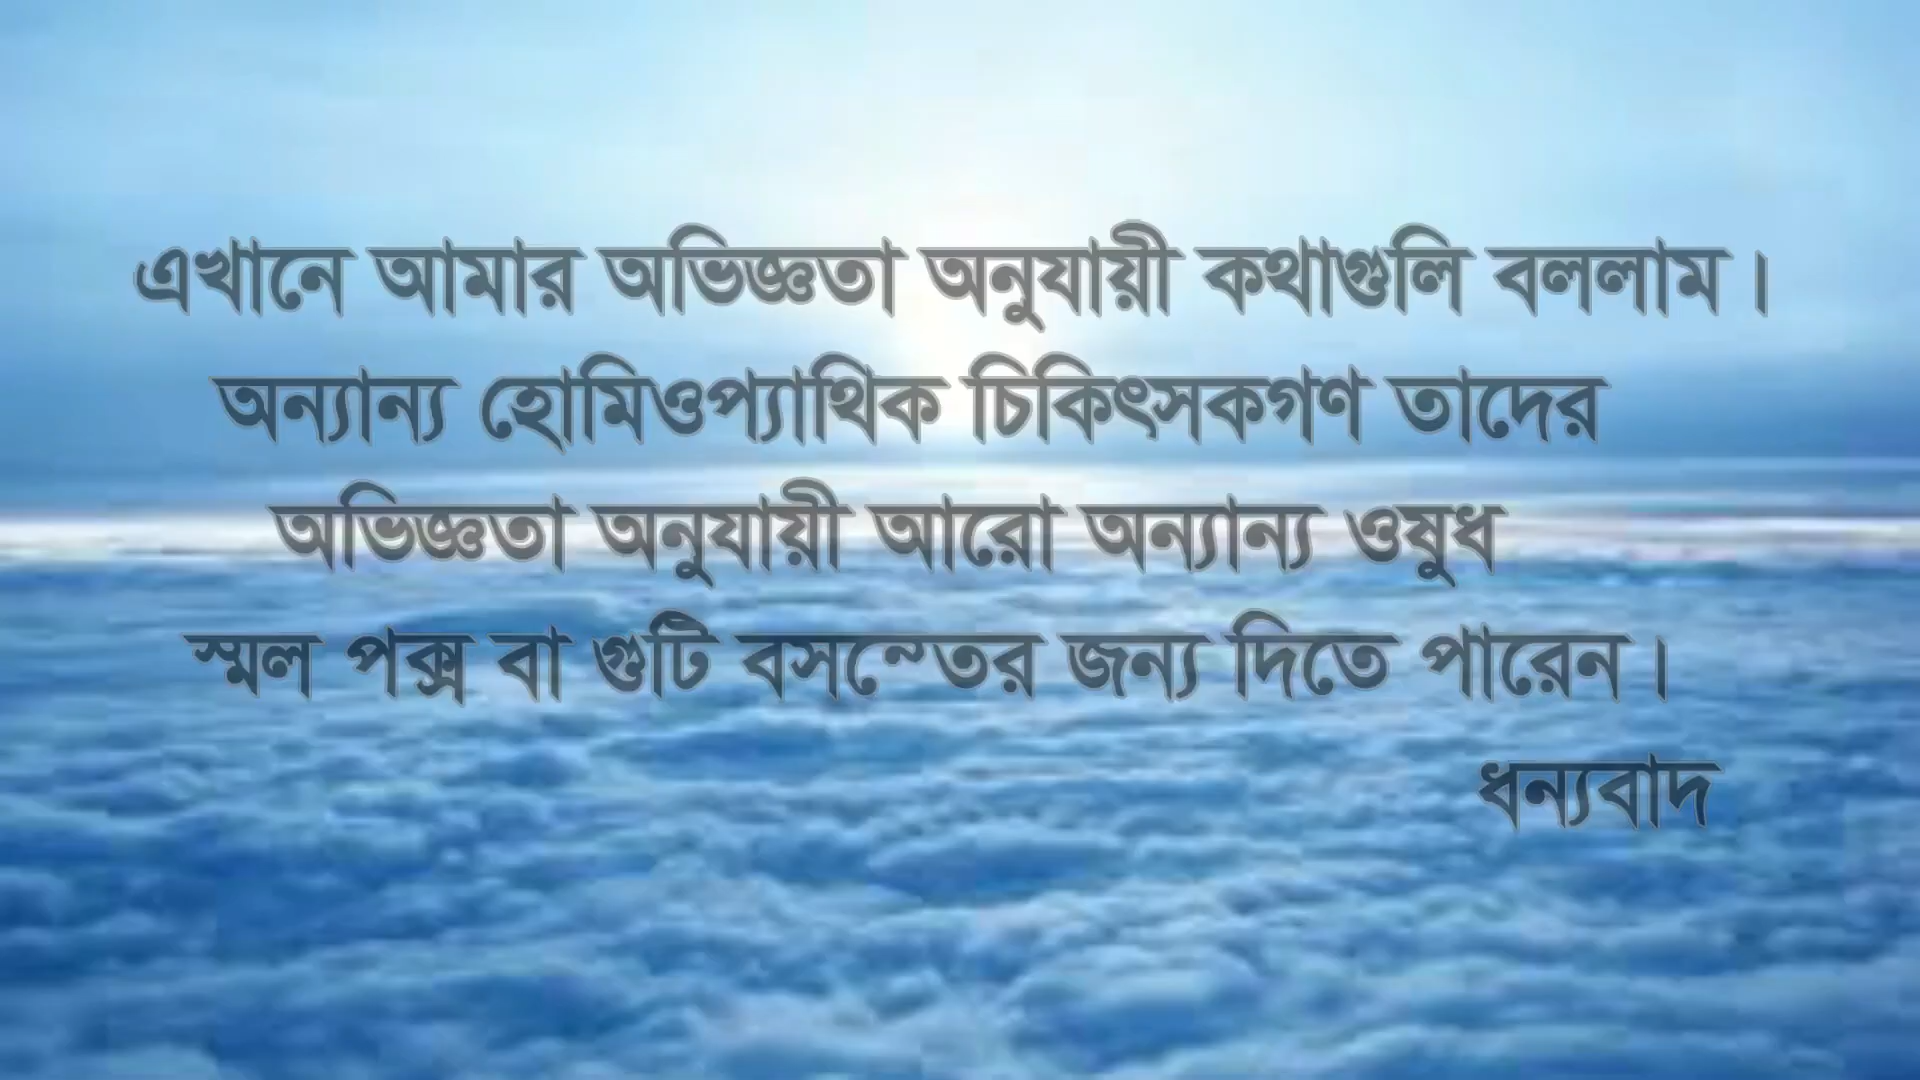 এখানে আমার অভিজ্ঞতা অনুযায়ী কথাগুলি বললাম।
অন্যান্য হোমিওপ্যাথিক চিকিৎসকগণ তাদের
অভিজ্ঞতা অনুযায়ী আরো অন্যান্য ওষুধ
স্মল পক্স বা গুটি বসন্তের জন্য দিতে পারেন।
ধন্যবাদ